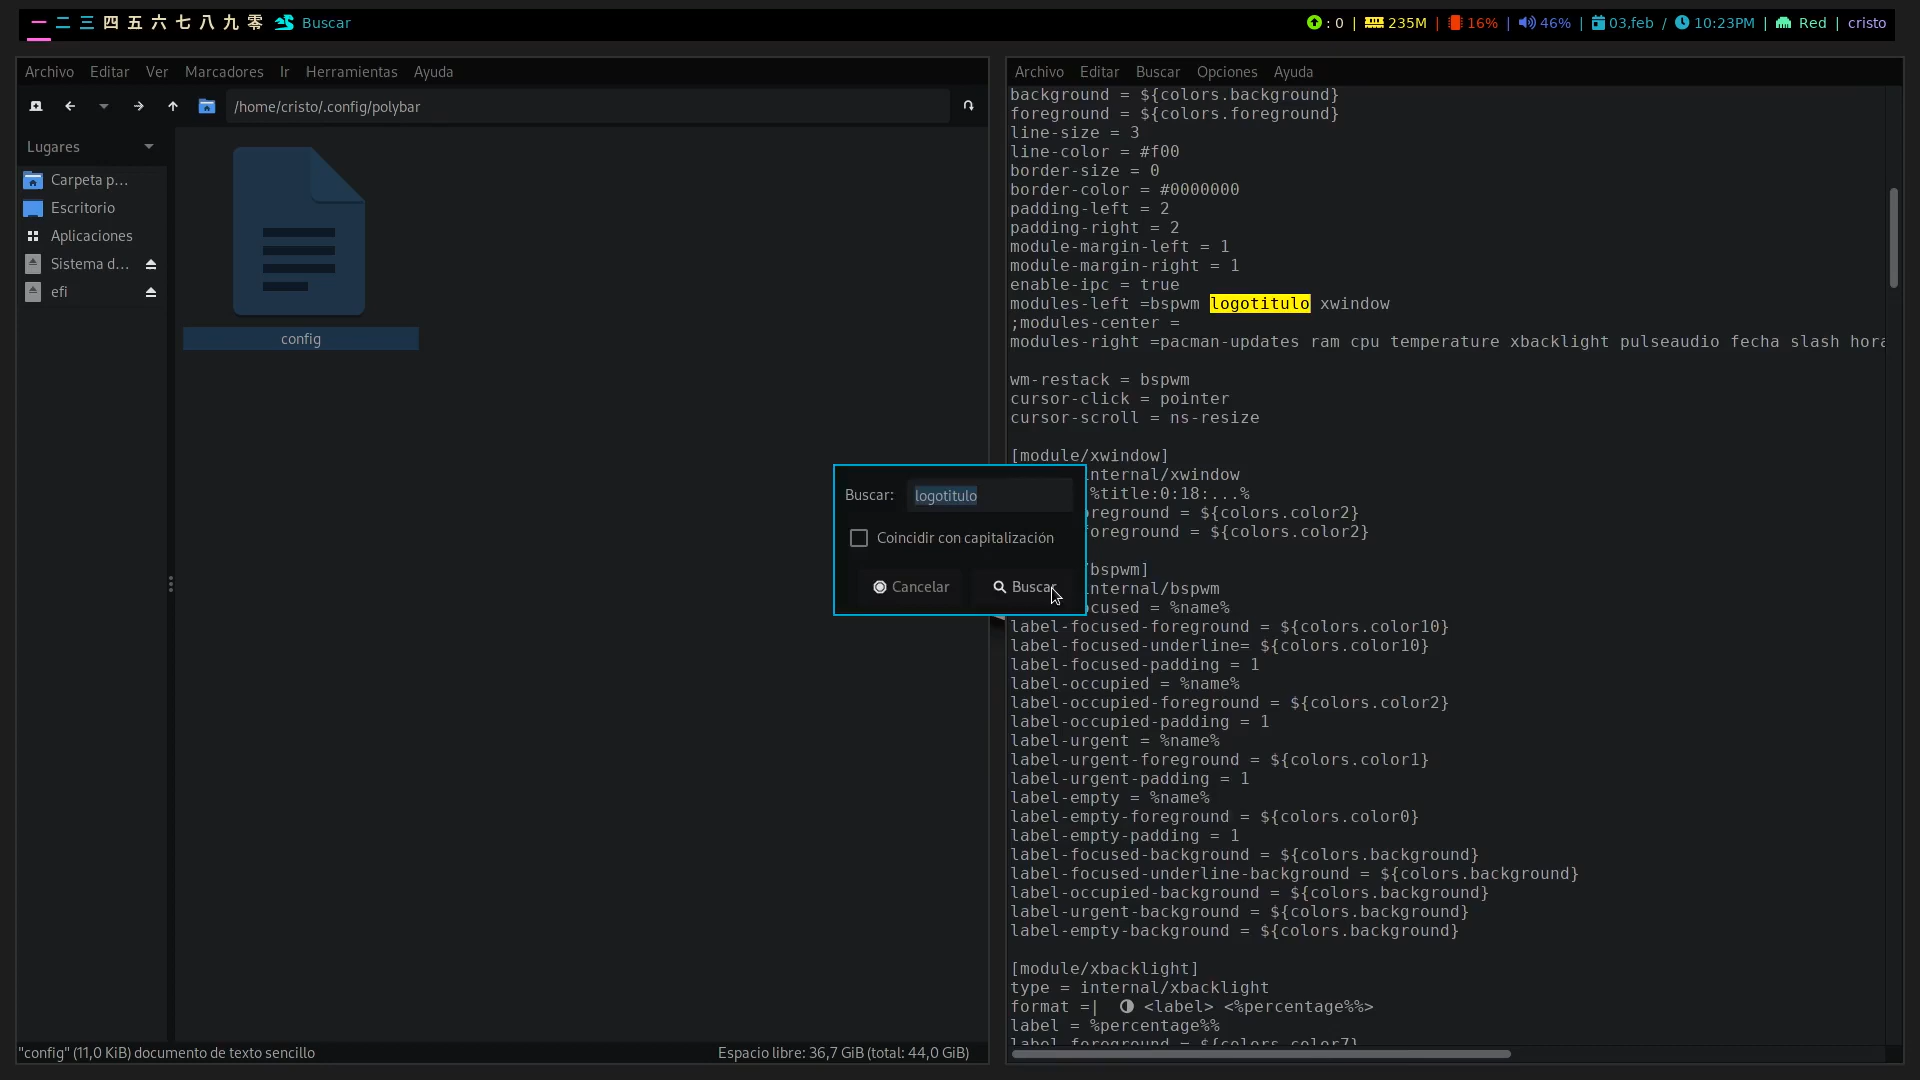 一 二 三 四 五 六 七 八 九 零 Buscar
: 0 | 235M | 16% | 46% | 03,feb / 10:23PM | Red | cristo
Archivo Editar Ver Marcadores Ir Herramientas Ayuda
/home/cristo/.config/polybar
Lugares
Carpeta p...
Escritorio
Aplicaciones
Sistema d...
efi
config
"config" (11,0 KiB) documento de texto sencillo
Espacio libre: 36,7 GiB (total: 44,0 GiB)
Buscar: logotitulo
Coincidir con capitalización
Cancelar Buscar
Archivo Editar Buscar Opciones Ayuda
background = ${colors.background}
foreground = ${colors.foreground}
line-size = 3
line-color = #f00
border-size = 0
border-color = #0000000
padding-left = 2
padding-right = 2
module-margin-left = 1
module-margin-right = 1
enable-ipc = true
modules-left =bspwm logotitulo xwindow
;modules-center =
modules-right =pacman-updates ram cpu temperature xbacklight pulseaudio fecha slash hora
wm-restack = bspwm
cursor-click = pointer
cursor-scroll = ns-resize
[module/xwindow]
internal/xwindow
%title:0:18:...%
oreground = ${colors.color2}
foreground = ${colors.color2}
/bspwm]
internal/bspwm
ocused = %name%
label-focused-foreground = ${colors.color10}
label-focused-underline= ${colors.color10}
label-focused-padding = 1
label-occupied = %name%
label-occupied-foreground = ${colors.color2}
label-occupied-padding = 1
label-urgent = %name%
label-urgent-foreground = ${colors.color1}
label-urgent-padding = 1
label-empty = %name%
label-empty-foreground = ${colors.color0}
label-empty-padding = 1
label-focused-background = ${colors.background}
label-focused-underline-background = ${colors.background}
label-occupied-background = ${colors.background}
label-urgent-background = ${colors.background}
label-empty-background = ${colors.background}
[module/xbacklight]
type = internal/xbacklight
format =| <label> <%percentage%%>
label = %percentage%%
label-foreground = ${colors.color7}